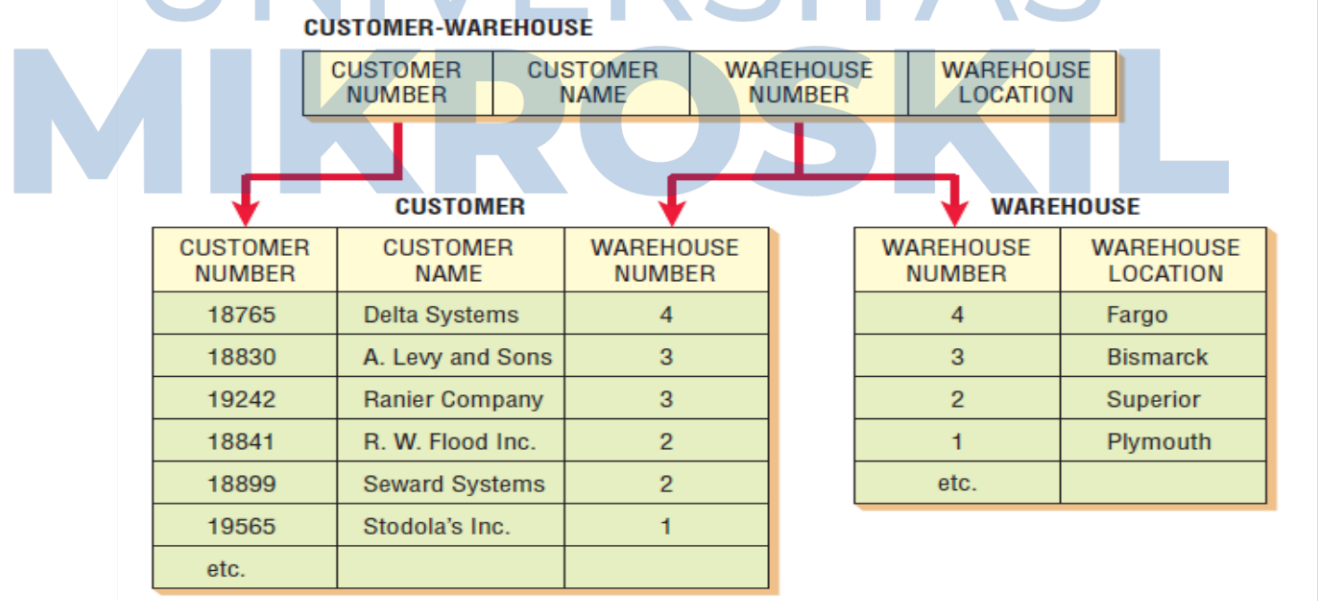 UNIVERSITAS
MIKROSKIL
CUSTOMER-WAREHOUSE
CUSTOMER NUMBER CUSTOMER NAME WAREHOUSE NUMBER WAREHOUSE LOCATION
CUSTOMER
CUSTOMER NUMBER CUSTOMER NAME WAREHOUSE NUMBER
18765 Delta Systems 4
18830 A. Levy and Sons 3
19242 Ranier Company 3
18841 R. W. Flood Inc. 2
18899 Seward Systems 2
19565 Stodola's Inc. 1
etc.
WAREHOUSE
WAREHOUSE NUMBER WAREHOUSE LOCATION
4 Fargo
3 Bismarck
2 Superior
1 Plymouth
etc.